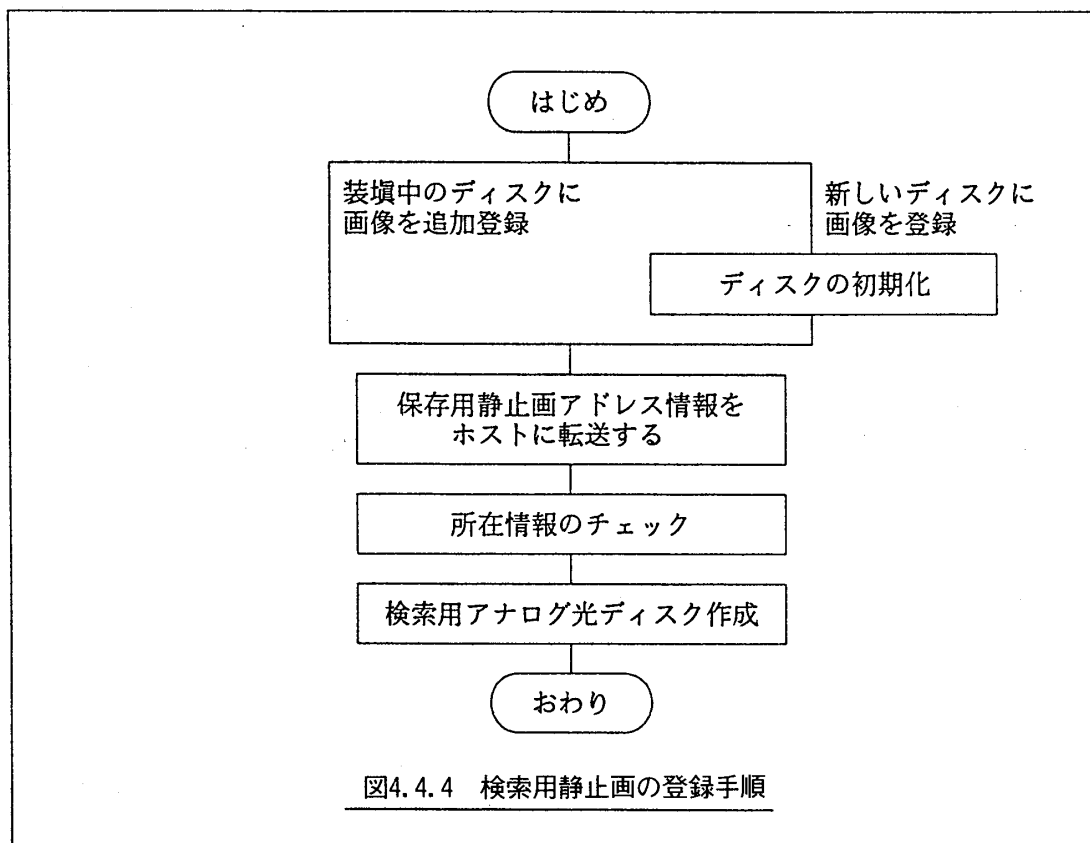 はじめ
装塡中のディスクに
画像を追加登録
新しいディスクに
画像を登録
ディスクの初期化
保存用静止画アドレス情報を
ホストに転送する
所在情報のチェック
検索用アナログ光ディスク作成
おわり
図4.4.4 検索用静止画の登録手順